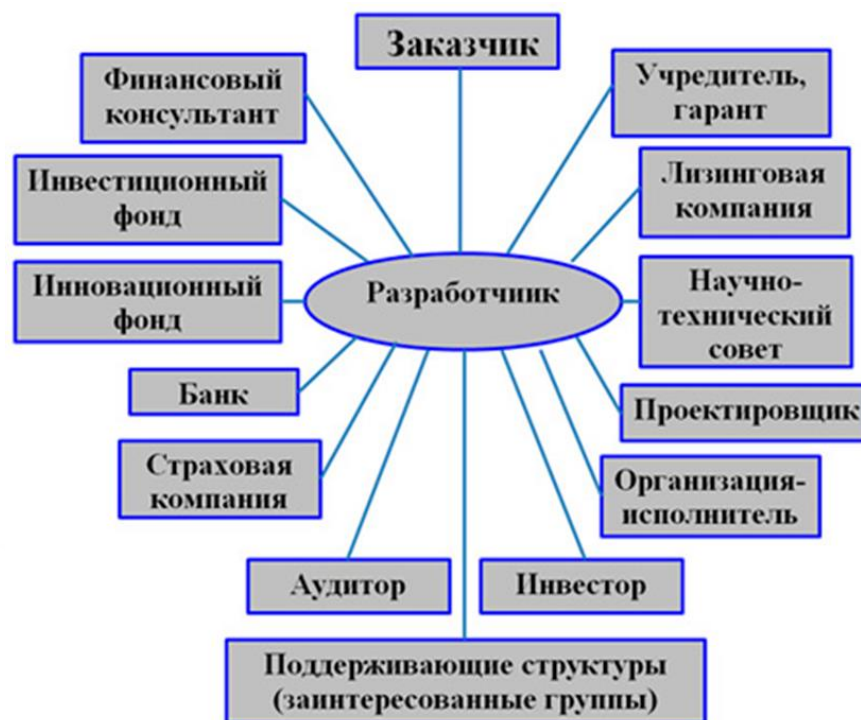 Заказчик
Финансовый
консультант
Учредитель,
гарант
Инвестиционный
фонд
Лизинговая
компания
Инновационный
фонд
Разработчиик
Научно-
технический
совет
Банк
Проектировщик
Страховая
компания
Организация-
исполнитель
Аудитор
Инвестор
Поддерживающие структуры
(заинтересованные группы)